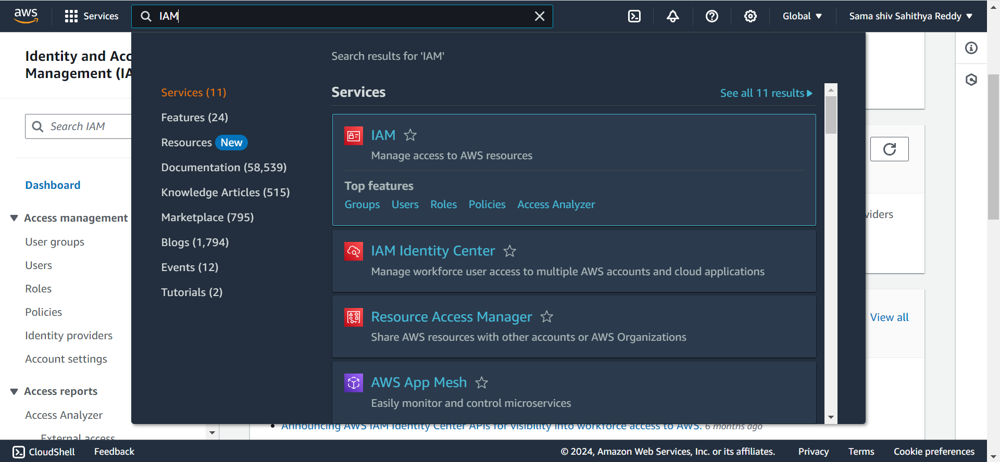 aws
Services
IAM
Global
Sama shiv Sahithya Reddy
Identity and Acc
Management (IA
Search IAM
Dashboard
Access management
User groups
Users
Roles
Policies
Identity providers
Account settings
Access reports
Access Analyzer
External access
Search results for 'IAM'
Services (11)
Features (24)
Resources New
Documentation (58,539)
Knowledge Articles (515)
Marketplace (795)
Blogs (1,794)
Events (12)
Tutorials (2)
Services
See all 11 results
IAM
Manage access to AWS resources
Top features
Groups Users Roles Policies Access Analyzer
IAM Identity Center
Manage workforce user access to multiple AWS accounts and cloud applications
Resource Access Manager
Share AWS resources with other accounts or AWS Organizations
AWS App Mesh
Easily monitor and control microservices
viders
View all
Announcing AWS IAM Identity Center APIs for visibility into workforce access to AWS. 6 months ago
CloudShell
Feedback
© 2024, Amazon Web Services, Inc. or its affiliates.
Privacy
Terms
Cookie preferences